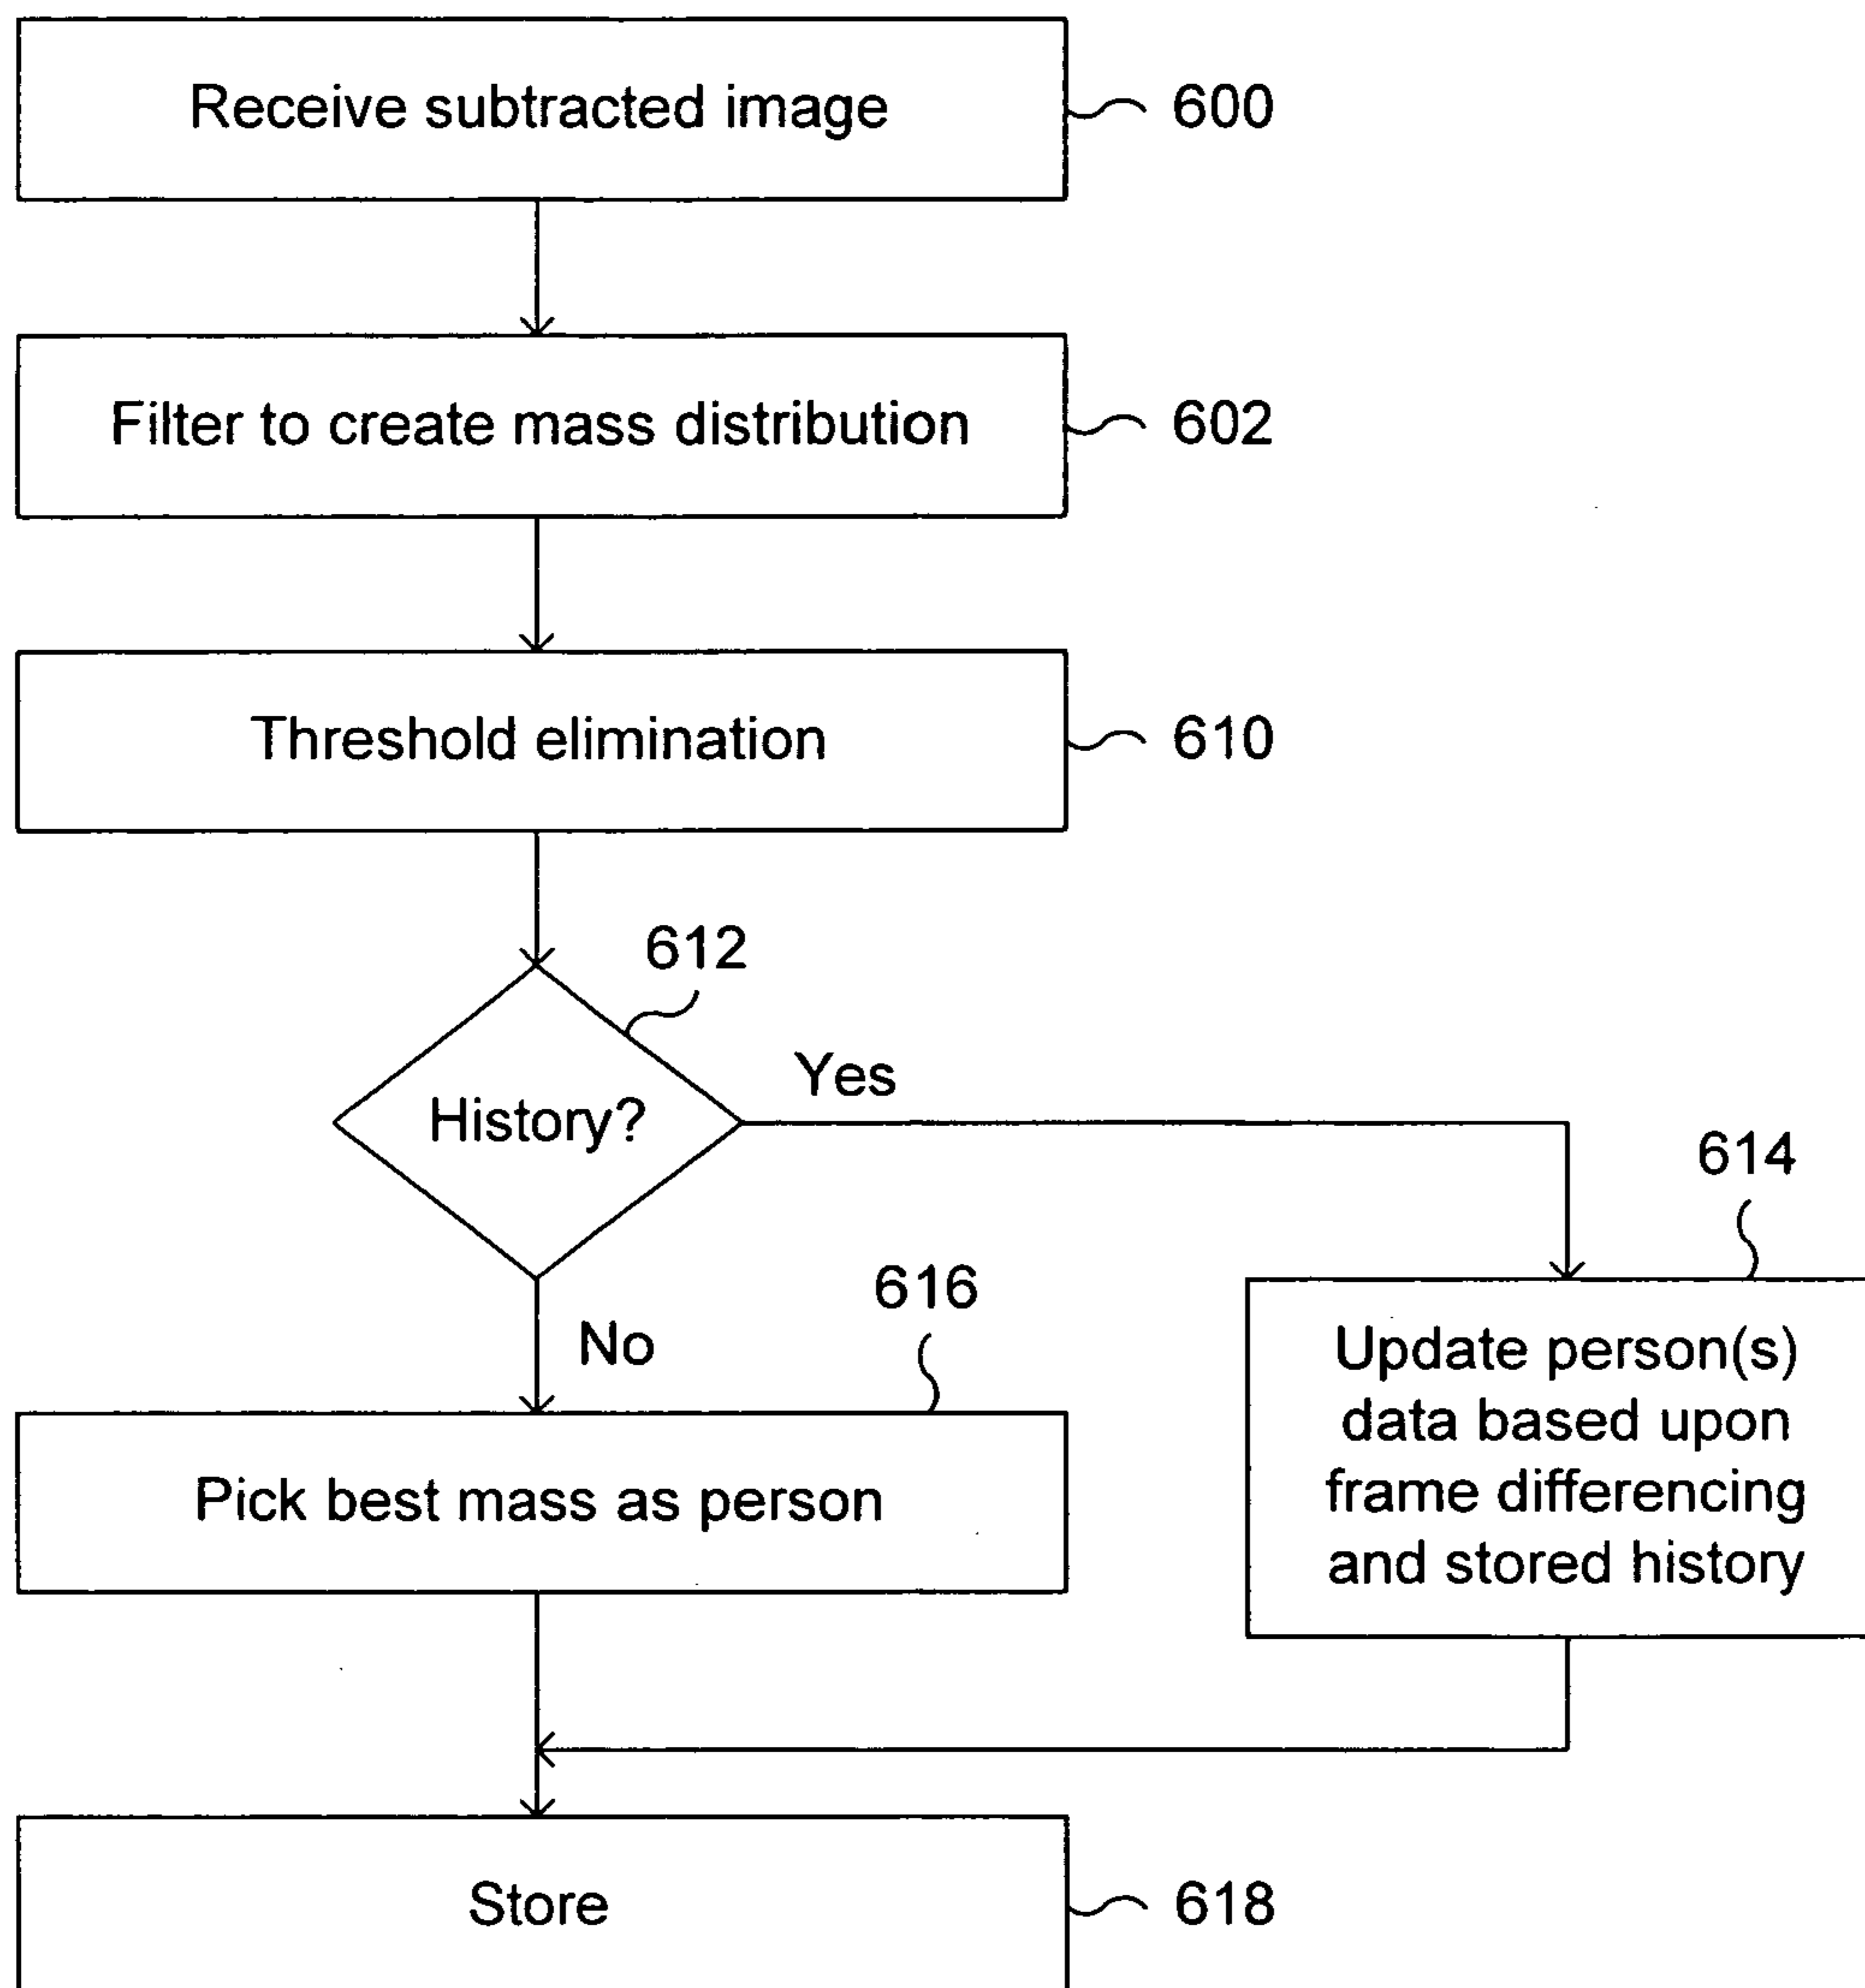 Receive subtracted image
600
Filter to create mass distribution
602
Threshold elimination
610
612
History?
Yes
614
Update person(s)
data based upon
frame differencing
and stored history
616
No
Pick best mass as person
Store
618